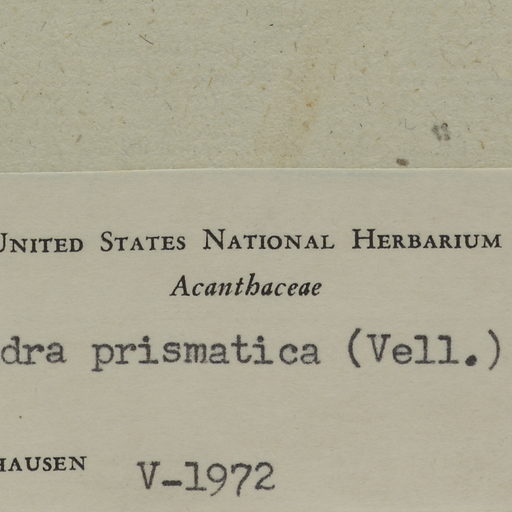 United States National Herbarium
Acanthaceae
dra prismatica (Vell.)
hausen V-1972